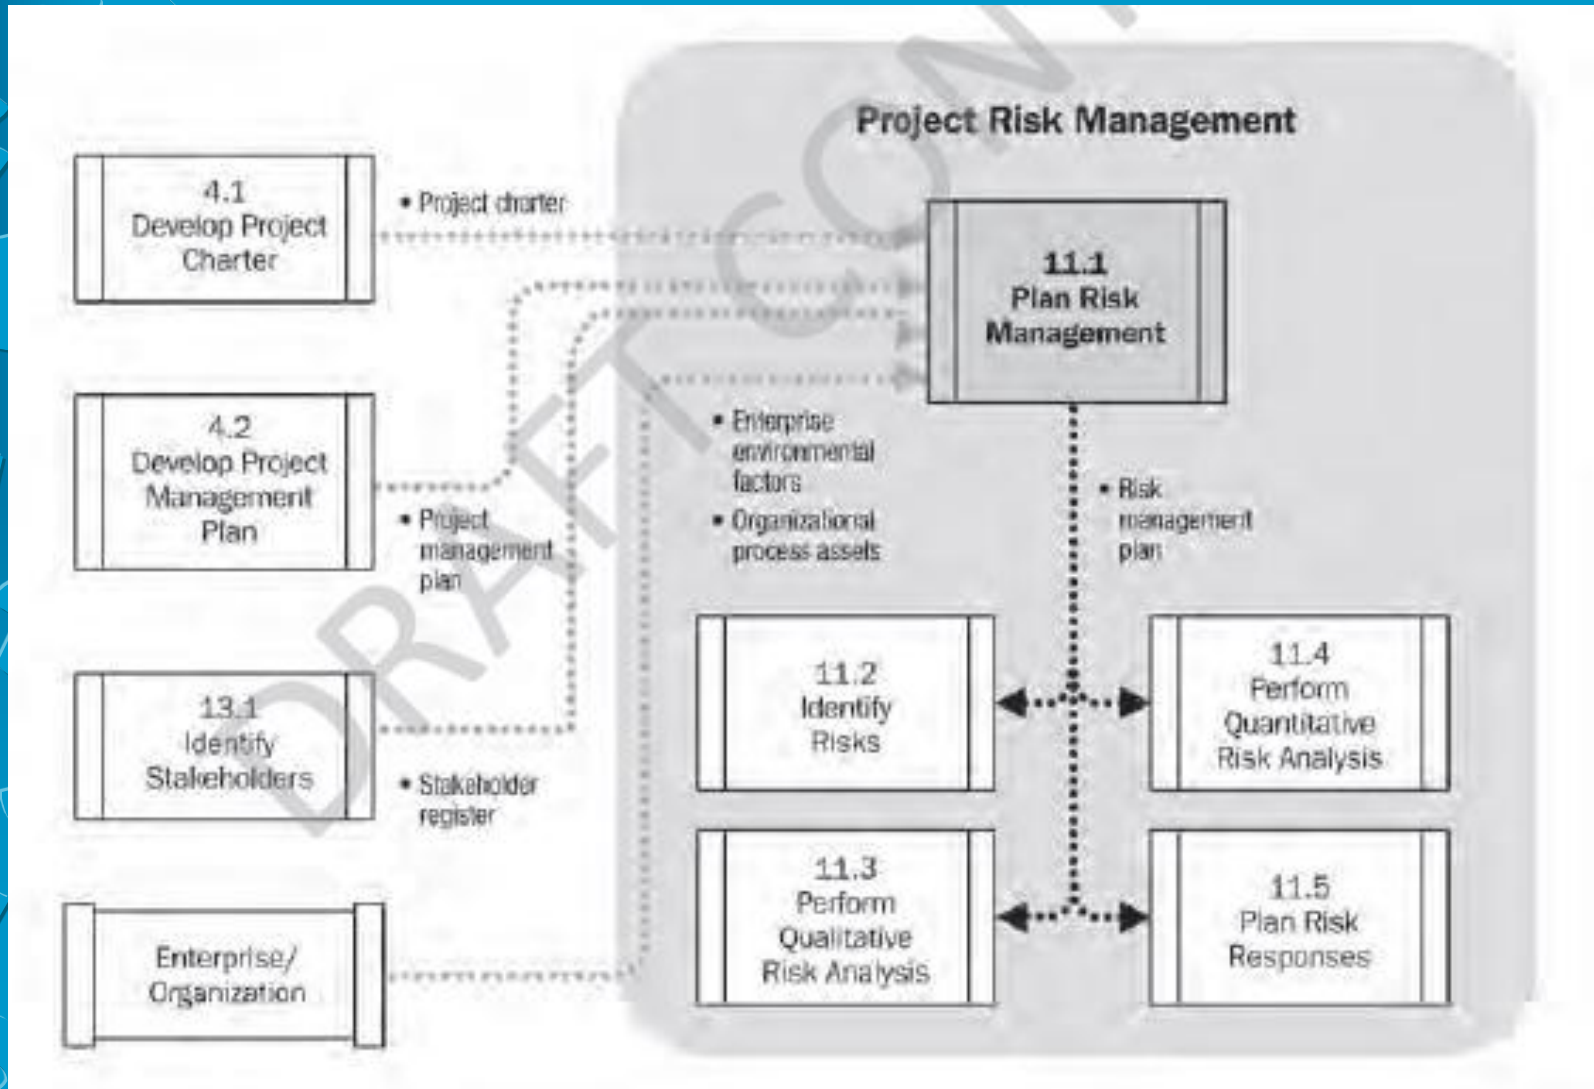 DRAFT CON
Project Risk Management
4.1
Develop Project
Charter
• Project charter
11.1
Plan Risk
Management
4.2
Develop Project
Management
Plan
• Project
management
plan
• Enterprise
environmental
factors
• Organizational
process assets
• Risk
management
plan
13.1
Identify
Stakeholders
• Stakeholder
register
11.2
Identify
Risks
11.4
Perform
Quantitative
Risk Analysis
11.3
Perform
Qualitative
Risk Analysis
11.5
Plan Risk
Responses
Enterprise/
Organization